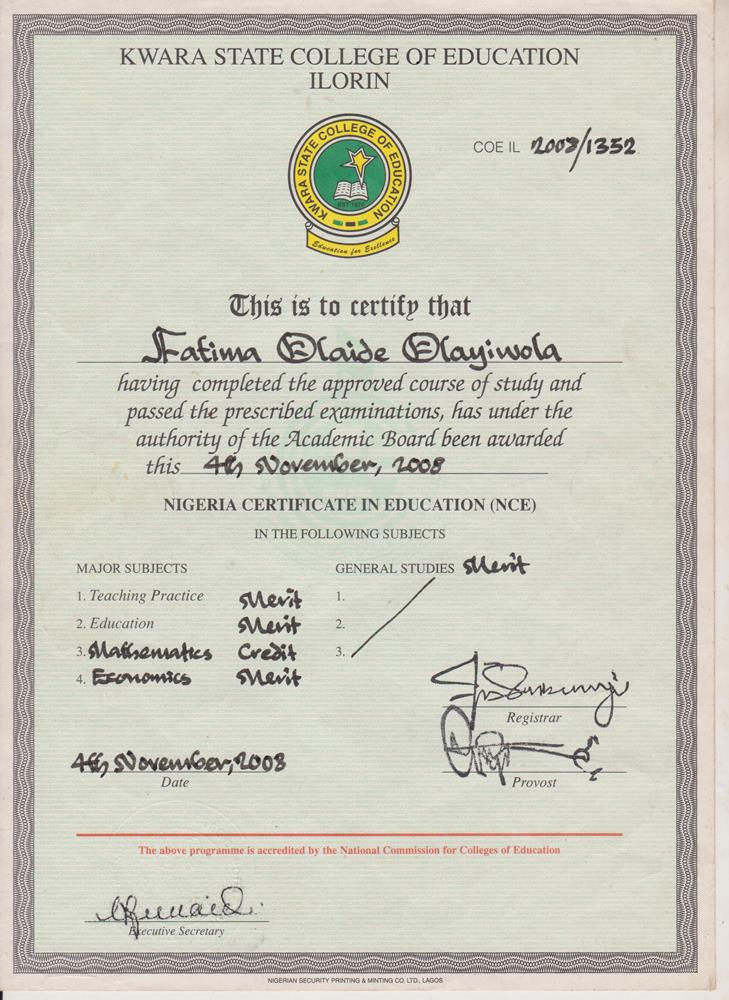 KWARA STATE COLLEGE OF EDUCATION
ILORIN
COE IL 2008/1352
KWARA STATE COLLEGE OF EDUCATION
EST 1974
Education for Excellence
This is to certify that
Fatima Olaide Olayiwola
having completed the approved course of study and
passed the prescribed examinations, has under the
authority of the Academic Board been awarded
this 4th November, 2008
NIGERIA CERTIFICATE IN EDUCATION (NCE)
IN THE FOLLOWING SUBJECTS
MAJOR SUBJECTS
1. Teaching Practice Merit
2. Education Merit
3. Mathematics Credit
4. Economics Merit
GENERAL STUDIES Merit
1.
2.
3.
Registrar
Provost
4th November, 2008
Date
The above programme is accredited by the National Commission for Colleges of Education
Executive Secretary
NIGERIAN SECURITY PRINTING & MINTING CO. LTD., LAGOS